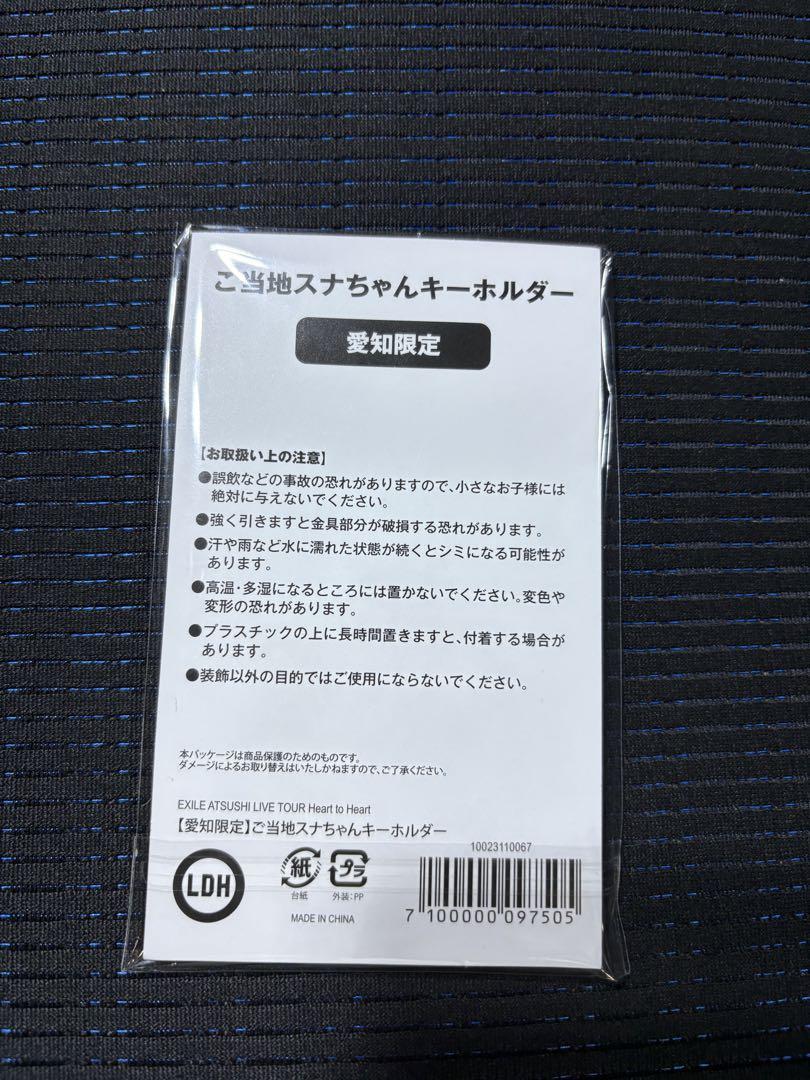 ご当地スナちゃんキーホルダー
愛知限定
【お取扱い上の注意】
●誤飲などの事故の恐れがありますので、小さなお子様には
絶対に与えないでください。
●強く引きますと金具部分が破損する恐れがあります。
●汗や雨など水に濡れた状態が続くとシミになる可能性が
あります。
●高温・多湿になるところには置かないでください。変色や
変形の恐れがあります。
●プラスチックの上に長時間置きますと、付着する場合が
あります。
●装飾以外の目的ではご使用にならないでください。
本パッケージは商品保護のためのものです。
ダメージによるお取り替えはいたしかねますので、ご了承ください。
EXILE ATSUSHI LIVE TOUR Heart to Heart
【愛知限定】ご当地スナちゃんキーホルダー
LDH
紙
台紙
プラ
外装:PP
MADE IN CHINA
10023110067
7 100000 097505